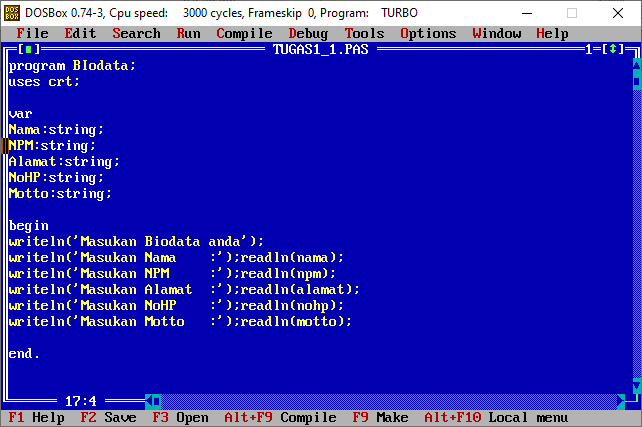 DOSBox 0.74-3, Cpu speed: 3000 cycles, Frameskip 0, Program: TURBO
File Edit Search Run Compile Debug Tools Options Window Help
TUGAS1_1.PAS 1
program BIodata;
uses crt;
var
Nama:string;
NPM:string;
Alamat:string;
NoHP:string;
Motto:string;
begin
writeln('Masukan Biodata anda');
writeln('Masukan Nama    :');readln(nama);
writeln('Masukan NPM     :');readln(npm);
writeln('Masukan Alamat  :');readln(alamat);
writeln('Masukan NoHP    :');readln(nohp);
writeln('Masukan Motto   :');readln(motto);
end.
17:4
F1 Help F2 Save F3 Open Alt+F9 Compile F9 Make Alt+F10 Local menu